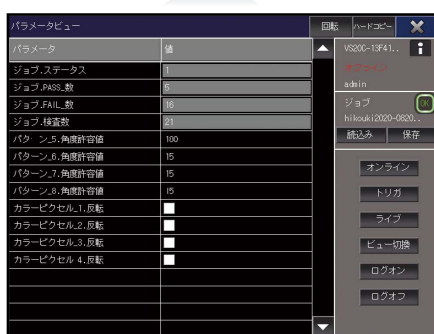 パラメータビュー
回転
ハードコピー
パラメータ 値
ジョブ.ステータス 1
ジョブ.PASS_数 5
ジョブ.FAIL_数 16
ジョブ.検査数 21
パターン_5.角度許容値 100
パターン_6.角度許容値 15
パターン_7.角度許容値 15
パターン_8.角度許容値 15
カラーピクセル_1.反転
カラーピクセル_2.反転
カラーピクセル_3.反転
カラーピクセル_4.反転
VS20C-13F41..
オフライン
admin
ジョブ OK
hikouki2020-0820..
読込み 保存
オンライン
トリガ
ライブ
ビュー切換
ログオン
ログオフ